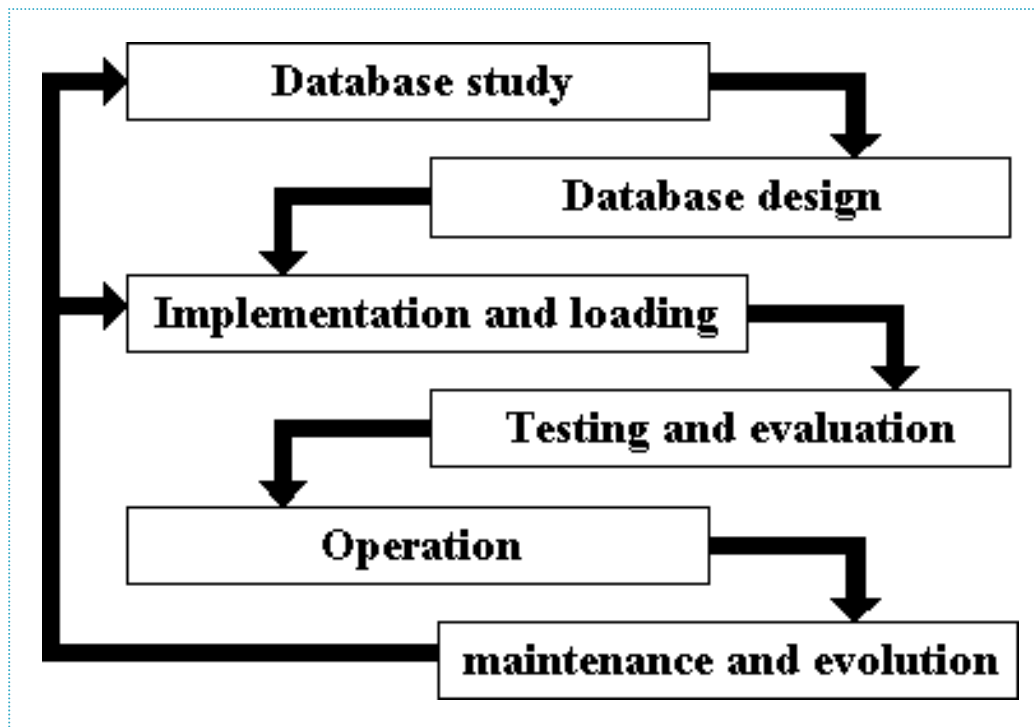 Database study
Database design
Implementation and loading
Testing and evaluation
Operation
maintenance and evolution